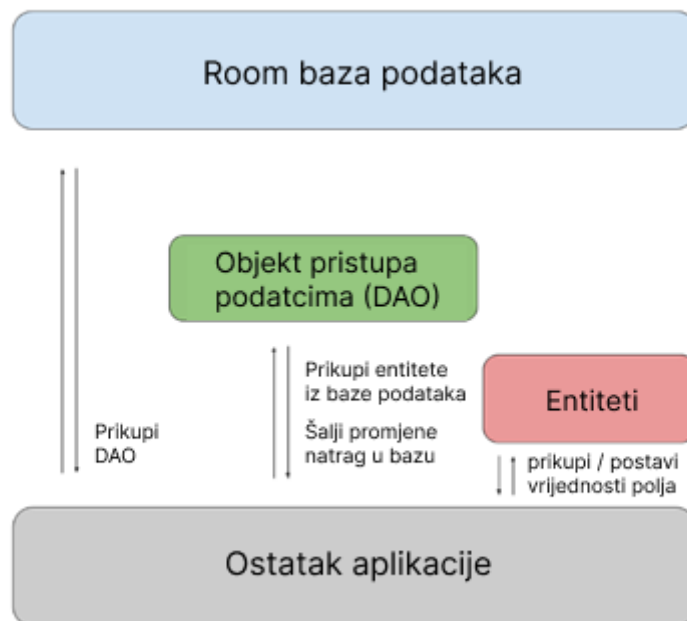 Room baza podataka
Objekt pristupa
podatcima (DAO)
Prikupi entitete
iz baze podataka
Šalji promjene
natrag u bazu
Prikupi
DAO
Entiteti
prikupi / postavi
vrijednosti polja
Ostatak aplikacije